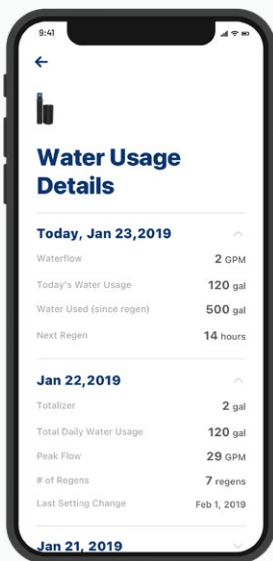 9:41
Water Usage
Details
Today, Jan 23,2019
Waterflow 2 GPM
Today's Water Usage 120 gal
Water Used (since regen) 500 gal
Next Regen 14 hours
Jan 22,2019
Totalizer 2 gal
Total Daily Water Usage 120 gal
Peak Flow 29 GPM
# of Regens 7 regens
Last Setting Change Feb 1, 2019
Jan 21, 2019